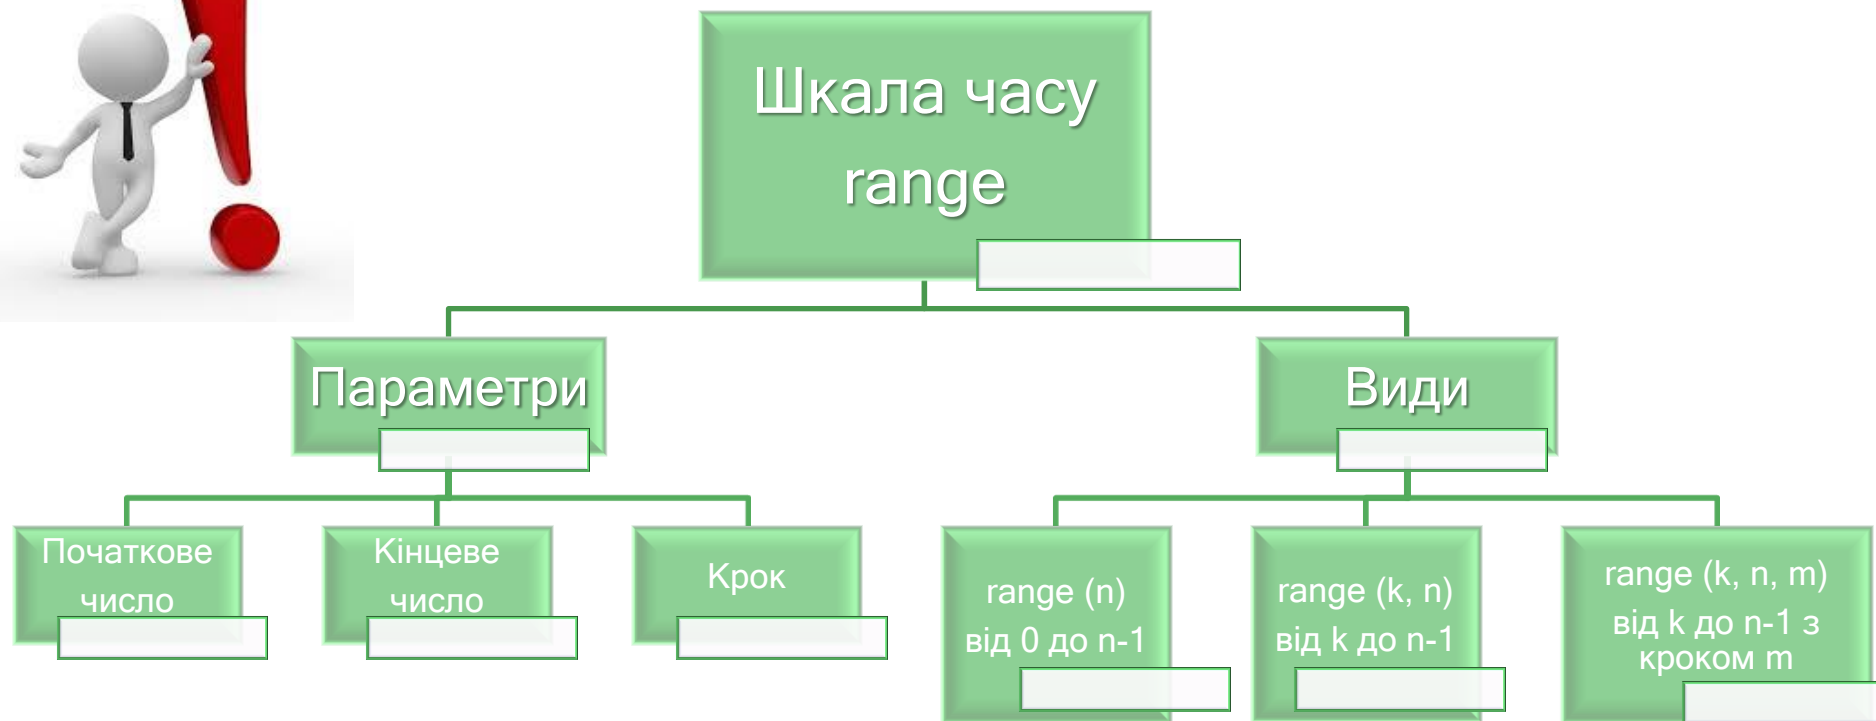 Шкала часу
range
Параметри
Види
Початкове
число
Кінцеве
число
Крок
range (n)
від 0 до n-1
range (k, n)
від k до n-1
range (k, n, m)
від k до n-1 з
кроком m